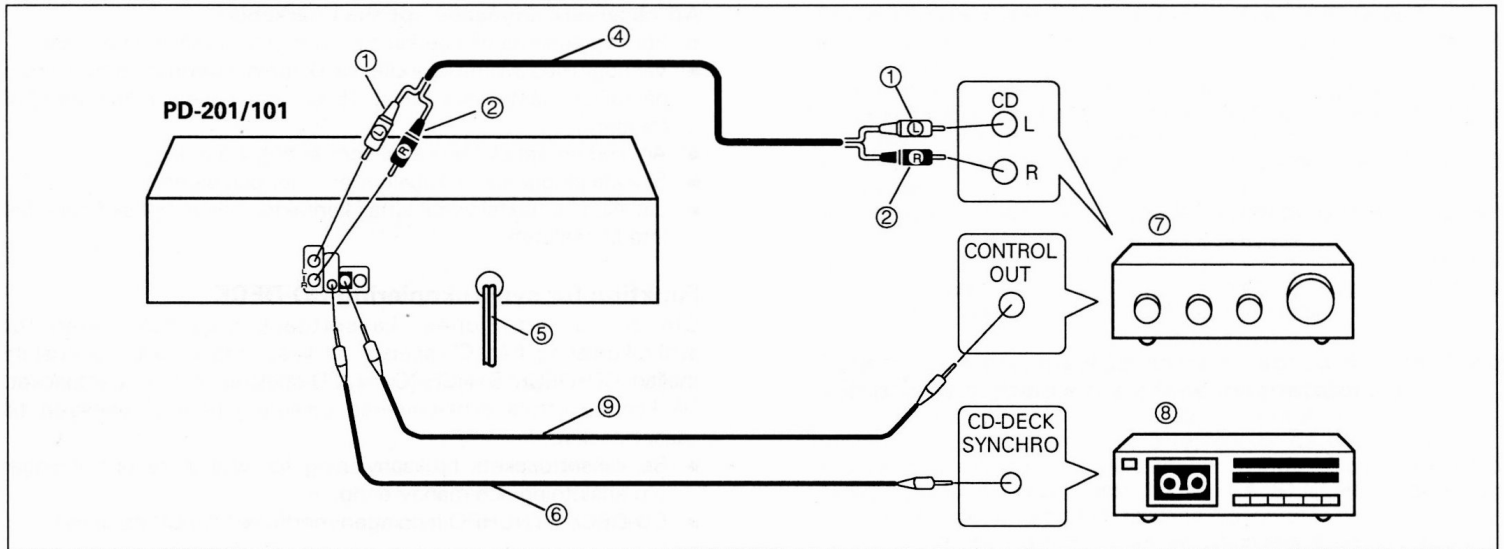 ④
①
①
CD
PD-201/101
②
L
L
L
R
R
R
②
⑦
CONTROL
OUT
L
R
⑤
⑨
CD-DECK
SYNCHRO
⑧
⑥